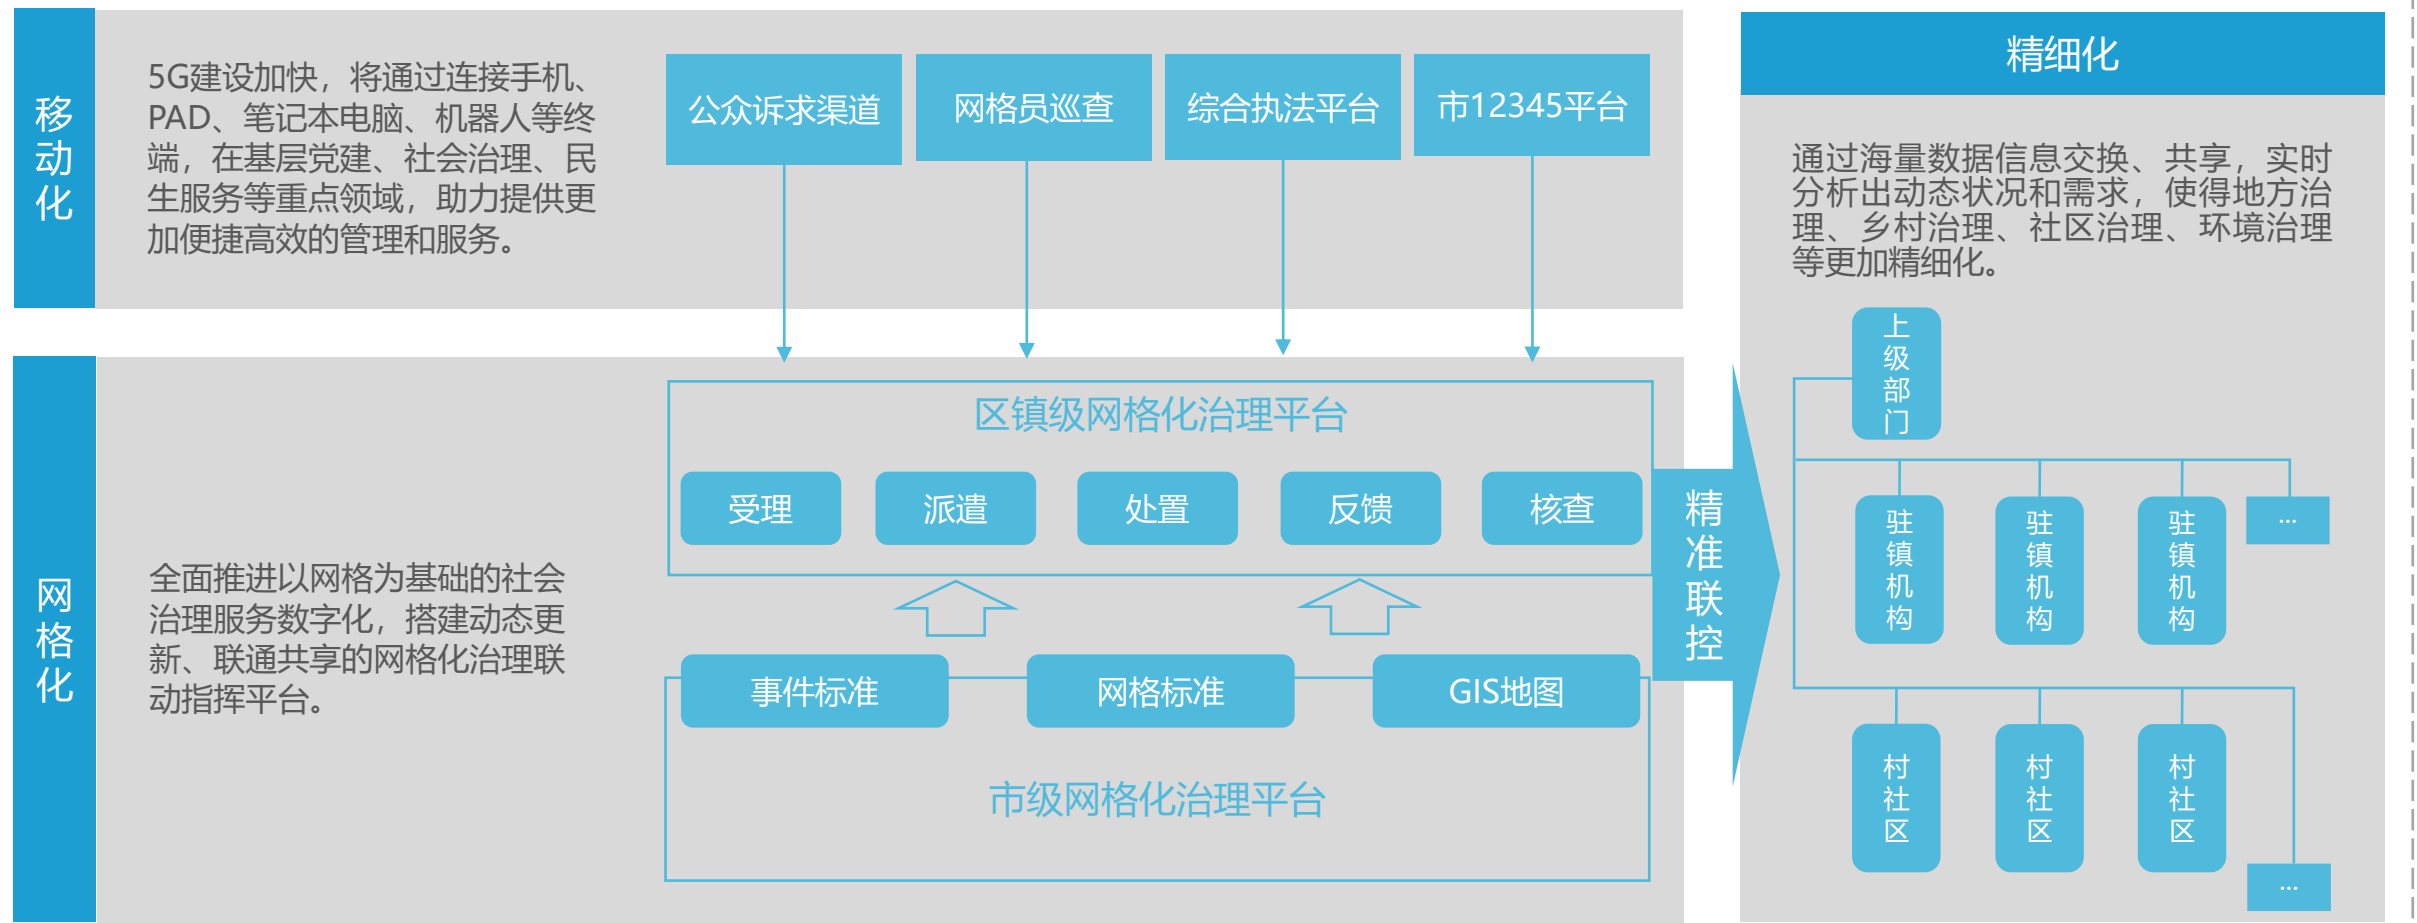 移动化
5G建设加快，将通过连接手机、
PAD、笔记本电脑、机器人等终
端，在基层党建、社会治理、民
生服务等重点领域，助力提供更
加便捷高效的管理和服务。
公众诉求渠道
网格员巡查
综合执法平台
市12345平台
网格化
全面推进以网格为基础的社会
治理服务数字化，搭建动态更
新、联通共享的网格化治理联
动指挥平台。
区镇级网格化治理平台
受理
派遣
处置
反馈
核查
事件标准
网格标准
GIS地图
市级网格化治理平台
精准联控
精细化
通过海量数据信息交换、共享，实时
分析出动态状况和需求，使得地方治
理、乡村治理、社区治理、环境治理
等更加精细化。
上级部门
驻镇机构
驻镇机构
驻镇机构
...
村社区
村社区
村社区
...